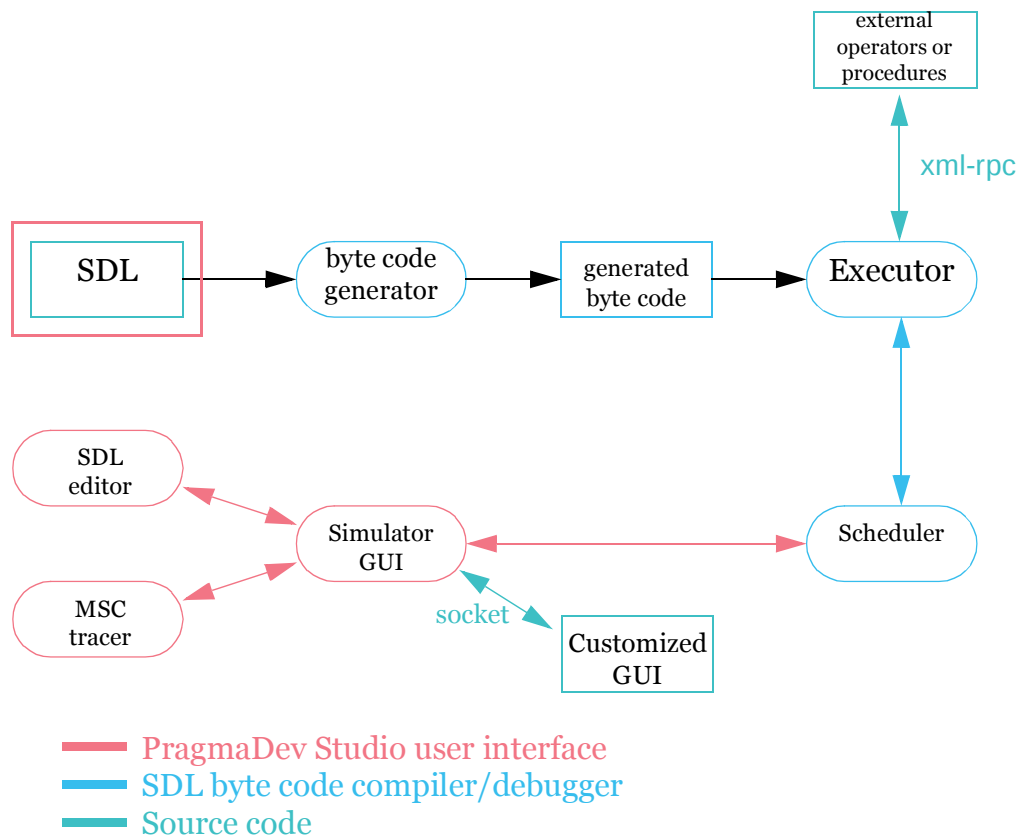 external
operators or
procedures
xml-rpc
SDL
byte code
generator
generated
byte code
Executor
SDL
editor
Simulator
GUI
Scheduler
MSC
tracer
socket
Customized
GUI
PragmaDev Studio user interface
SDL byte code compiler/debugger
Source code